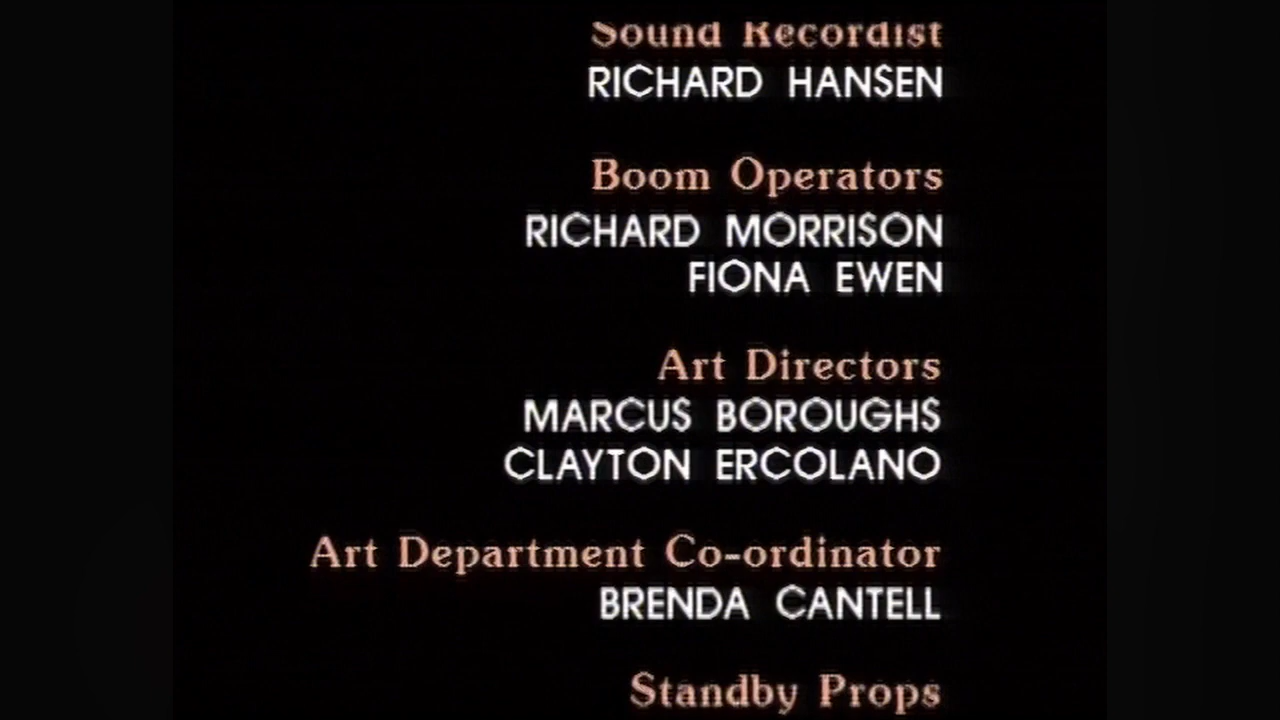 Sound Recordist
RICHARD HANSEN
Boom Operators
RICHARD MORRISON
FIONA EWEN
Art Directors
MARCUS BOROUGHS
CLAYTON ERCOLANO
Art Department Co-ordinator
BRENDA CANTELL
Standby Props